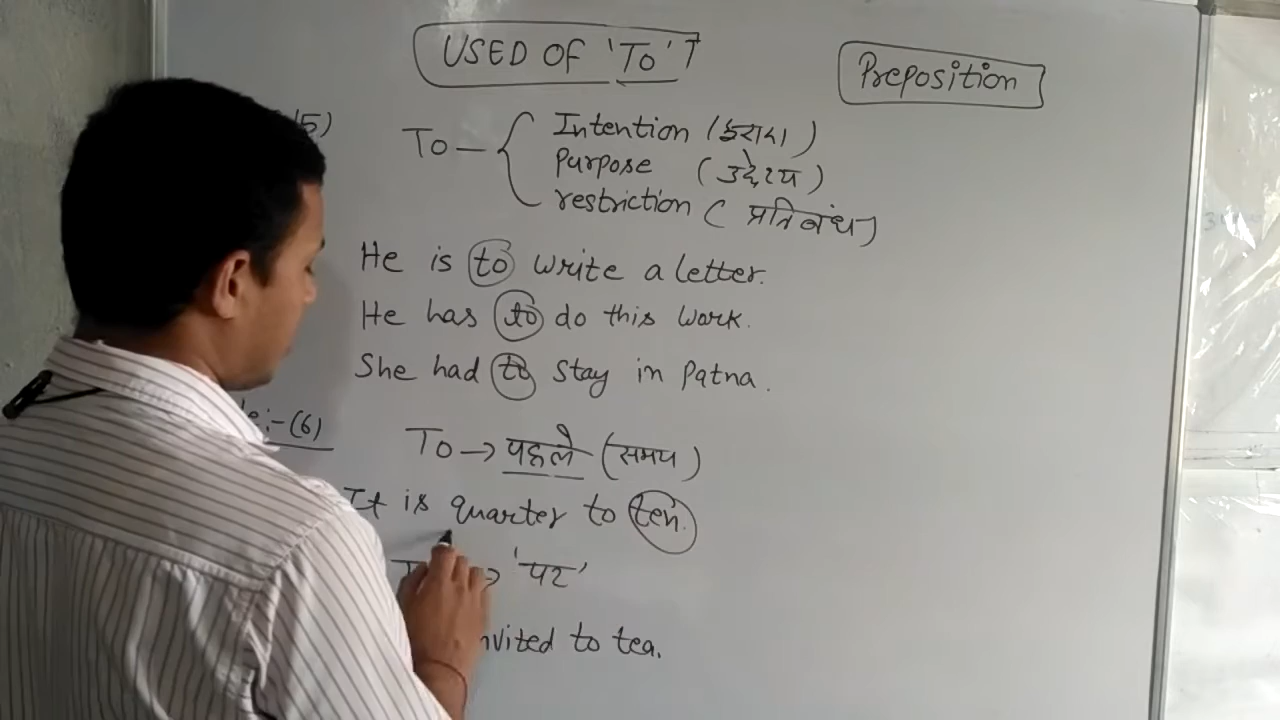 USED OF 'To'
Preposition
To — Intention (इरादा)
Purpose (उद्देश्य)
restriction (प्रतिबंध)
He is to write a letter.
He has to do this work.
She had to stay in Patna.
:-(6)
To → पहले (समय)
It is quarter to ten.
→ 'पर'
to tea.